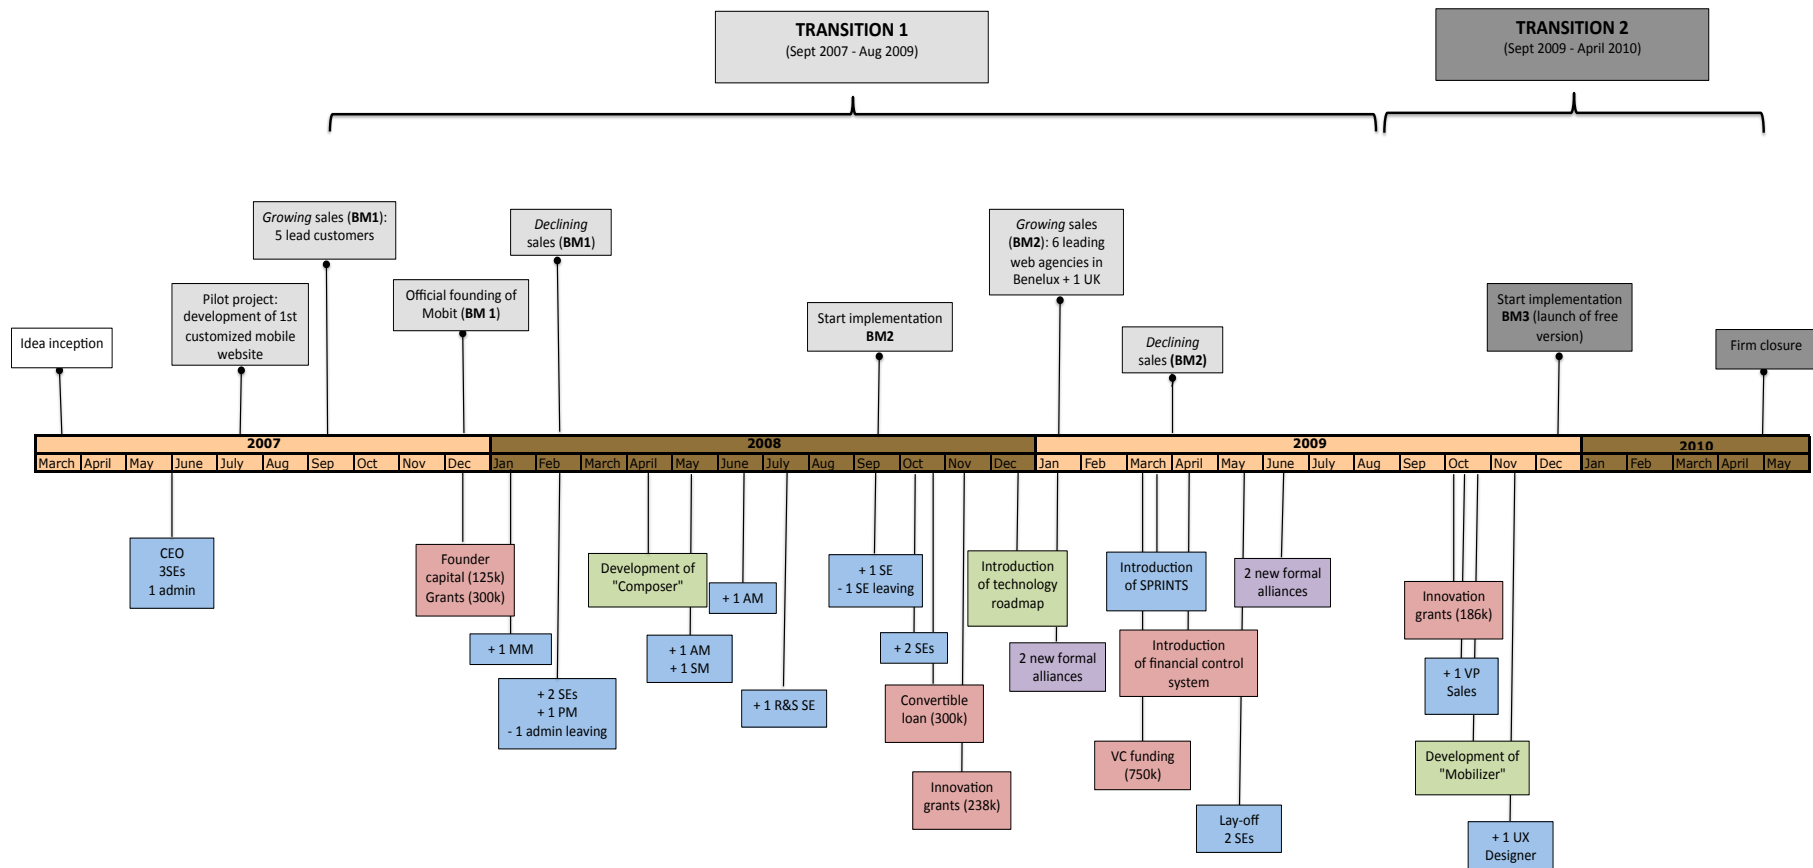 TRANSITION 1
(Sept 2007 - Aug 2009)
TRANSITION 2
(Sept 2009 - April 2010)
Idea inception
Pilot project:
development of 1st
customized mobile
website
Growing sales (BM1):
5 lead customers
Official founding of
Mobit (BM 1)
Declining
sales (BM1)
Start implementation
BM2
Growing sales
(BM2): 6 leading
web agencies in
Benelux + 1 UK
Declining
sales (BM2)
Start implementation
BM3 (launch of free
version)
Firm closure
2007 2008 2009 2010
March April May June July Aug Sep Oct Nov Dec Jan Feb March April May June July Aug Sep Oct Nov Dec Jan Feb March April May June July Aug Sep Oct Nov Dec Jan Feb March April May
CEO
3SEs
1 admin
Founder
capital (125k)
Grants (300k)
+ 1 MM
+ 2 SEs
+ 1 PM
- 1 admin leaving
Development of
"Composer"
+ 1 AM
+ 1 SM
+ 1 AM
+ 1 R&S SE
+ 1 SE
- 1 SE leaving
+ 2 SEs
Convertible
loan (300k)
Innovation
grants (238k)
Introduction
of technology
roadmap
2 new formal
alliances
Introduction
of SPRINTS
Introduction
of financial control
system
VC funding
(750k)
2 new formal
alliances
Lay-off
2 SEs
Innovation
grants (186k)
+ 1 VP
Sales
Development of
"Mobilizer"
+ 1 UX
Designer